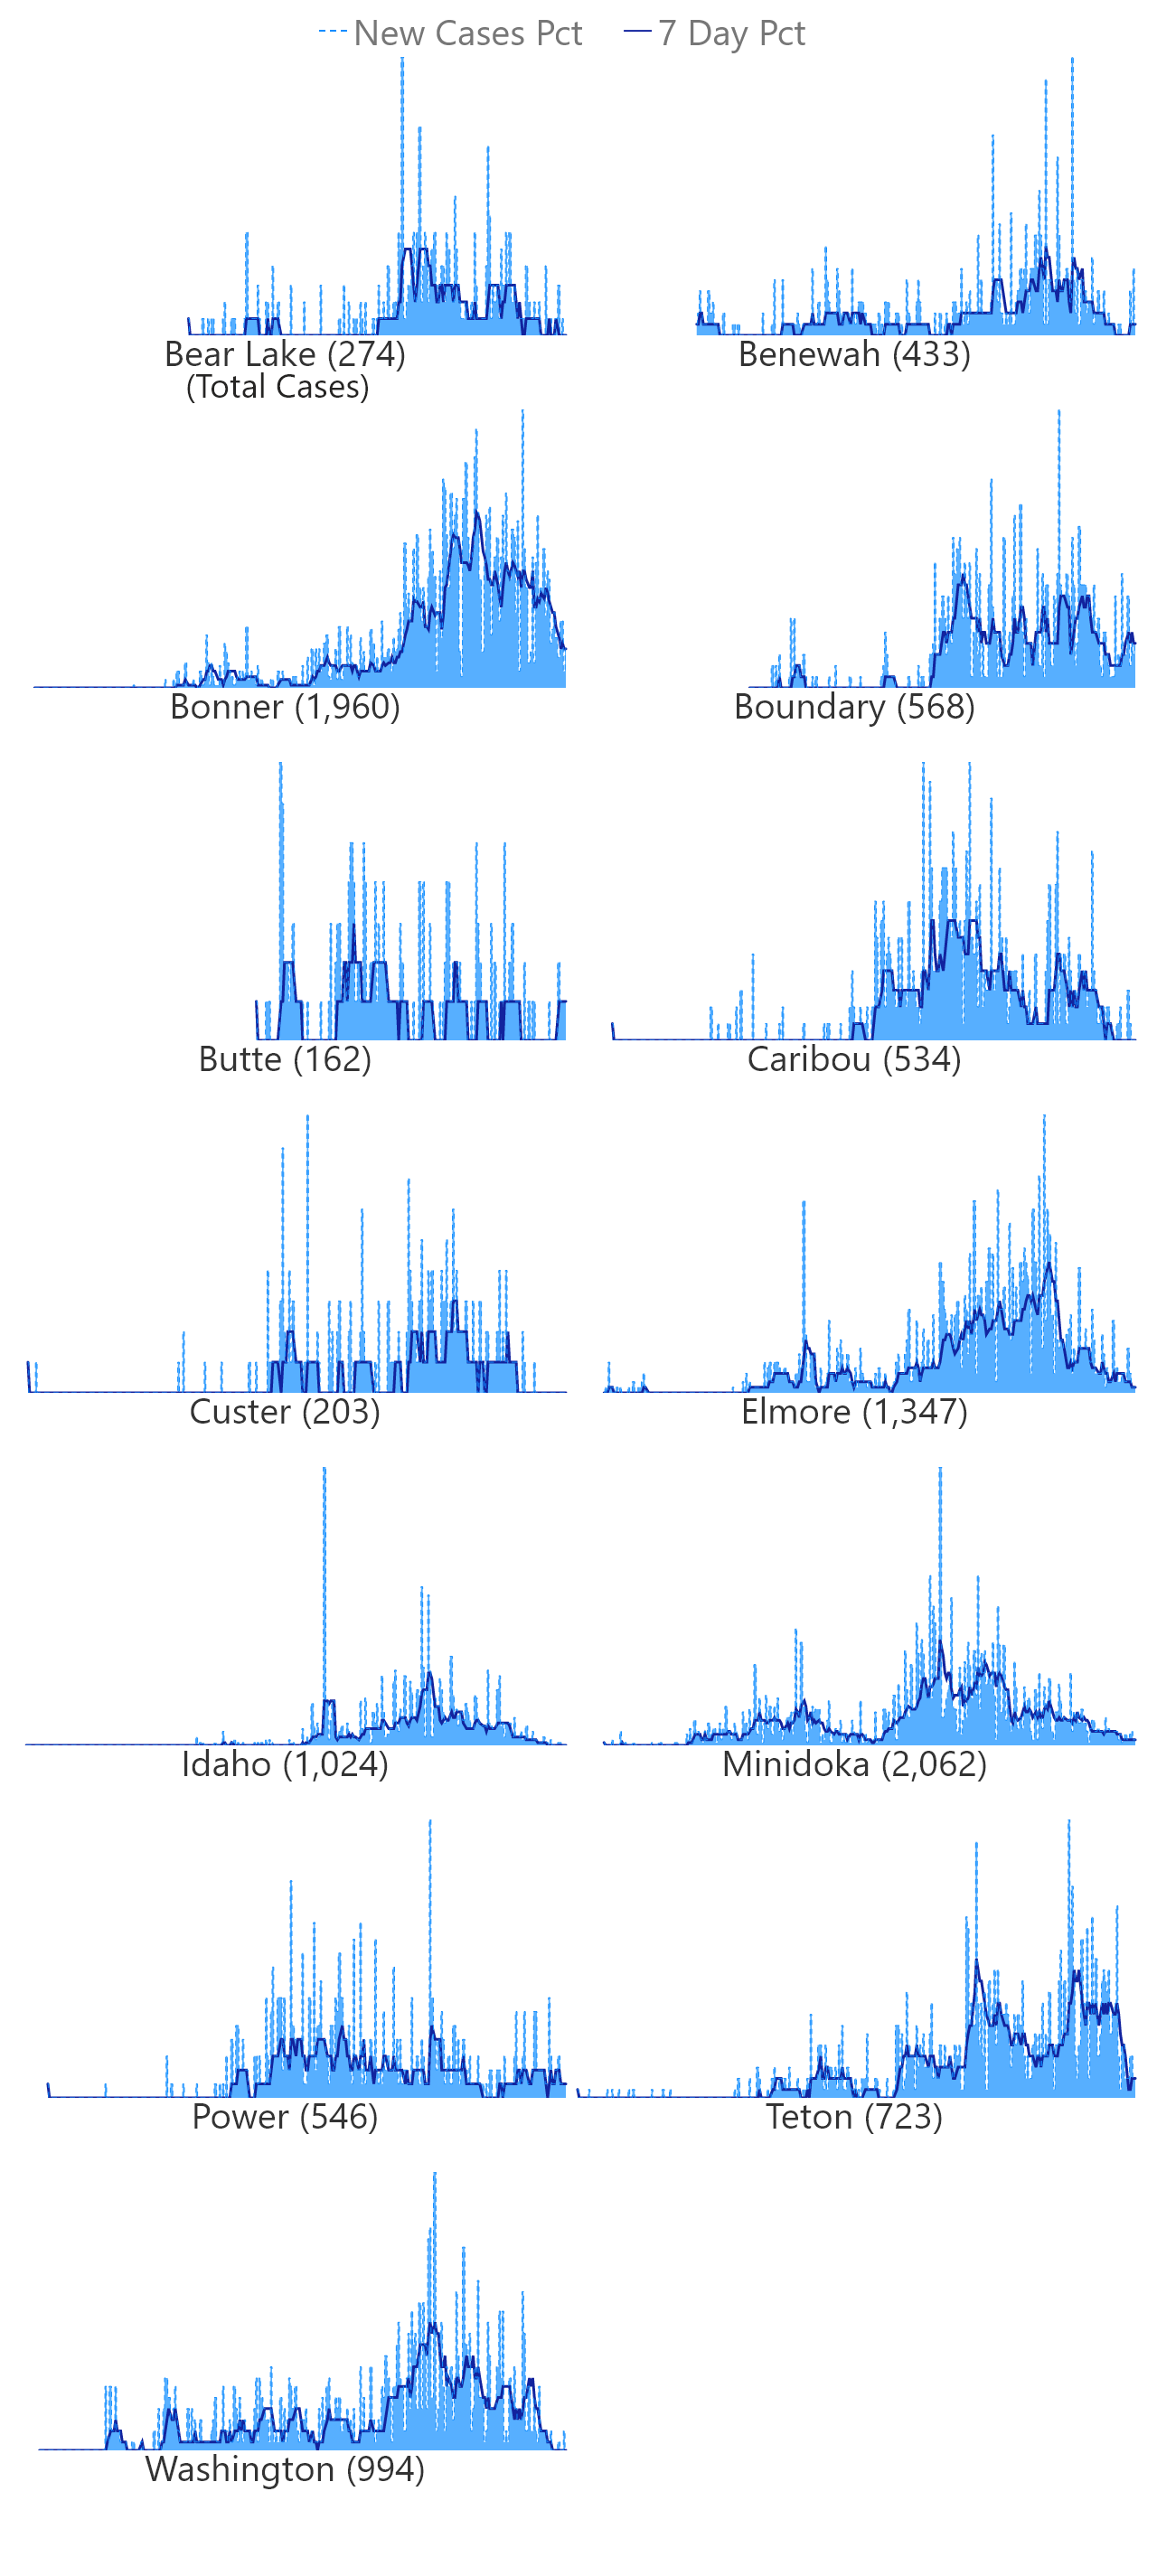 New Cases Pct 7 Day Pct
Bear Lake (274)
(Total Cases)
Benewah (433)
Bonner (1,960)
Boundary (568)
Butte (162)
Caribou (534)
Custer (203)
Elmore (1,347)
Idaho (1,024)
Minidoka (2,062)
Power (546)
Teton (723)
Washington (994)